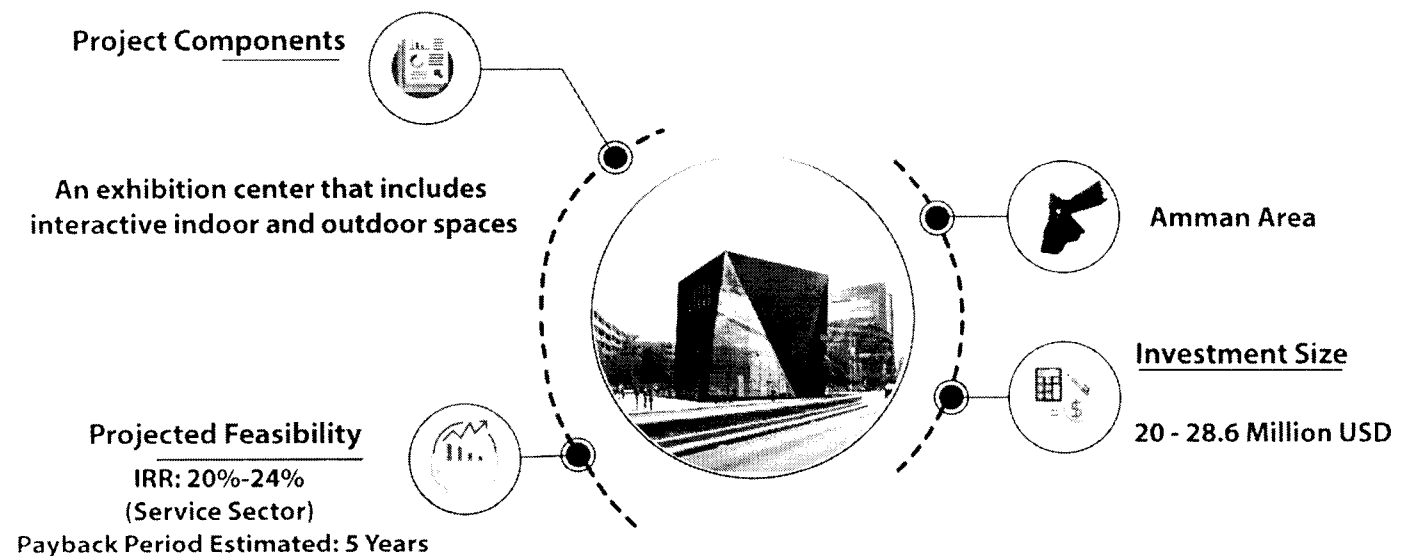 Project Components
An exhibition center that includes
interactive indoor and outdoor spaces
Amman Area
Investment Size
20 - 28.6 Million USD
Projected Feasibility
IRR: 20%-24%
(Service Sector)
Payback Period Estimated: 5 Years